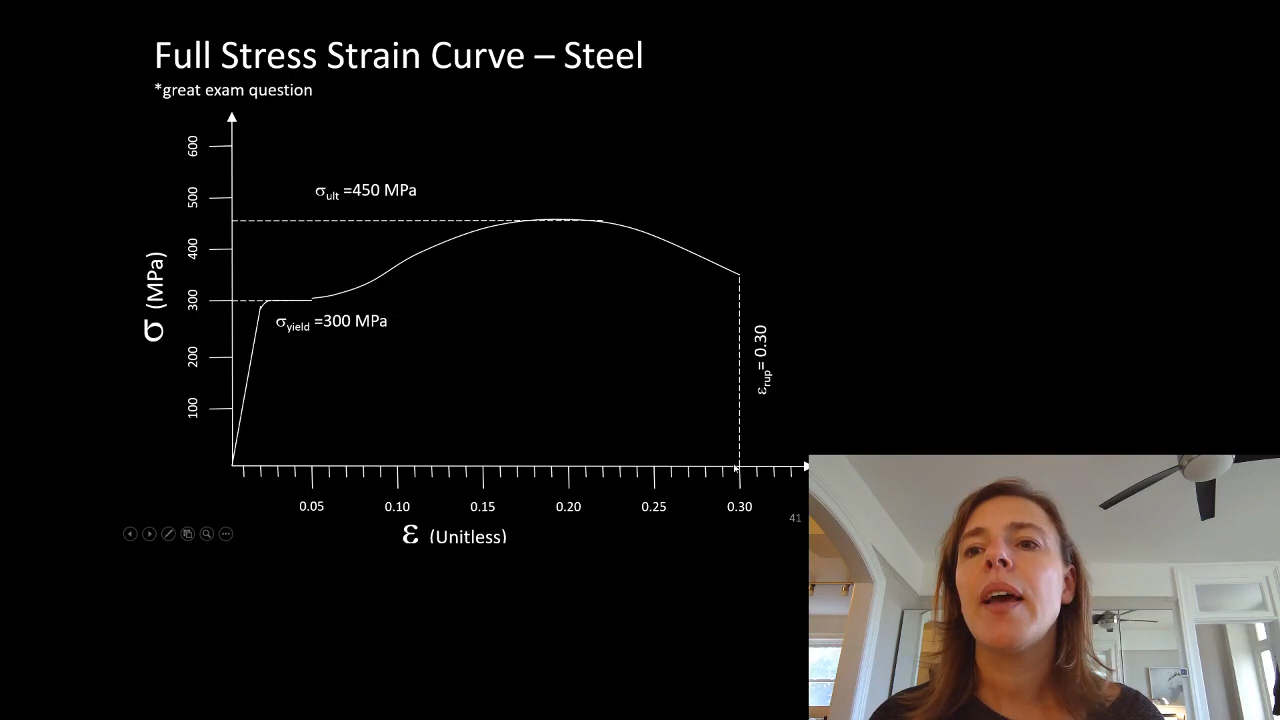 Full Stress Strain Curve – Steel
*great exam question
600
500
400
300
200
100
σ (MPa)
σult =450 MPa
σyield =300 MPa
εrup= 0.30
0.05 0.10 0.15 0.20 0.25 0.30
ε (Unitless)
41